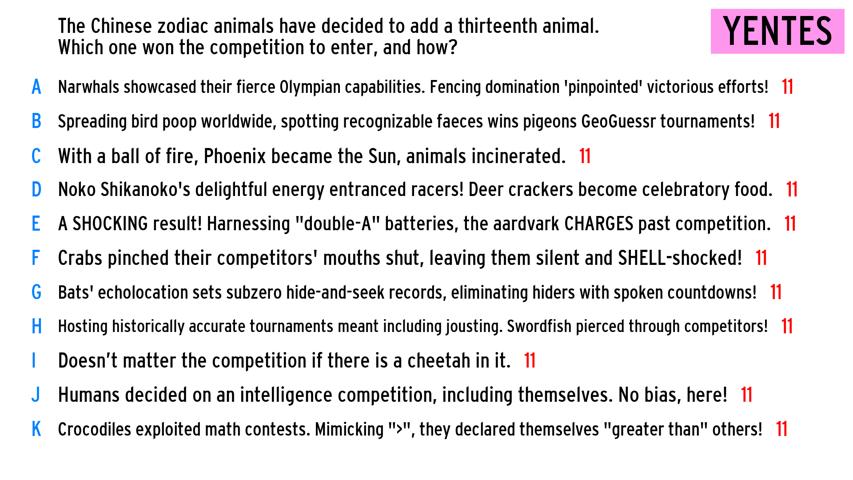 The Chinese zodiac animals have decided to add a thirteenth animal.
Which one won the competition to enter, and how?
YENTES
A Narwhals showcased their fierce Olympian capabilities. Fencing domination 'pinpointed' victorious efforts! 11
B Spreading bird poop worldwide, spotting recognizable faeces wins pigeons GeoGuessr tournaments! 11
C With a ball of fire, Phoenix became the Sun, animals incinerated. 11
D Noko Shikanoko's delightful energy entranced racers! Deer crackers become celebratory food. 11
E A SHOCKING result! Harnessing "double-A" batteries, the aardvark CHARGES past competition. 11
F Crabs pinched their competitors' mouths shut, leaving them silent and SHELL-shocked! 11
G Bats' echolocation sets subzero hide-and-seek records, eliminating hiders with spoken countdowns! 11
H Hosting historically accurate tournaments meant including jousting. Swordfish pierced through competitors! 11
I Doesn't matter the competition if there is a cheetah in it. 11
J Humans decided on an intelligence competition, including themselves. No bias, here! 11
K Crocodiles exploited math contests. Mimicking ">", they declared themselves "greater than" others! 11